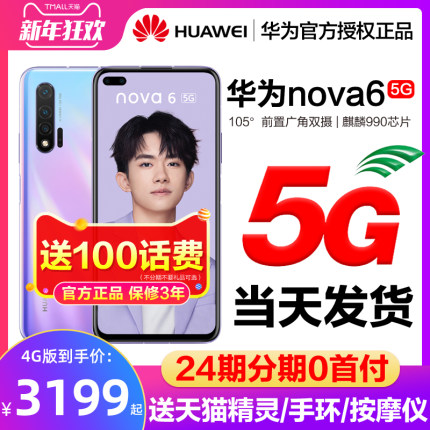 TMALL天猫
新年狂欢
HUAWEI
华为官方授权正品
nova 6 5G
华为nova6 5G
105° 前置广角双摄 | 麒麟990芯片
5G
送100话费
(不分期不要礼品可选)
官方正品 保修3年
当天发货
4G版到手价:
¥3199起
24期分期0首付
送天猫精灵/手环/按摩仪